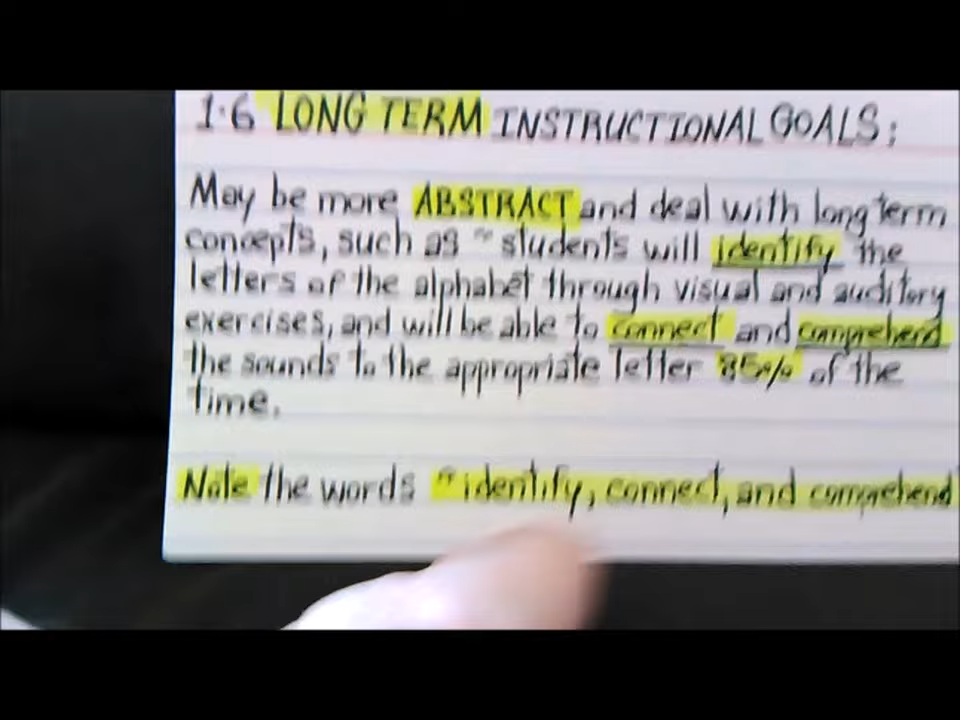 1.6 LONG TERM INSTRUCTIONAL GOALS:
May be more ABSTRACT and deal with long term
concepts, such as "students will identify the
letters of the alphabet through visual and auditory
exercises, and will be able to connect and comprehend
the sounds to the appropriate letter 85% of the
time.
Note the words "identify, connect, and comprehend